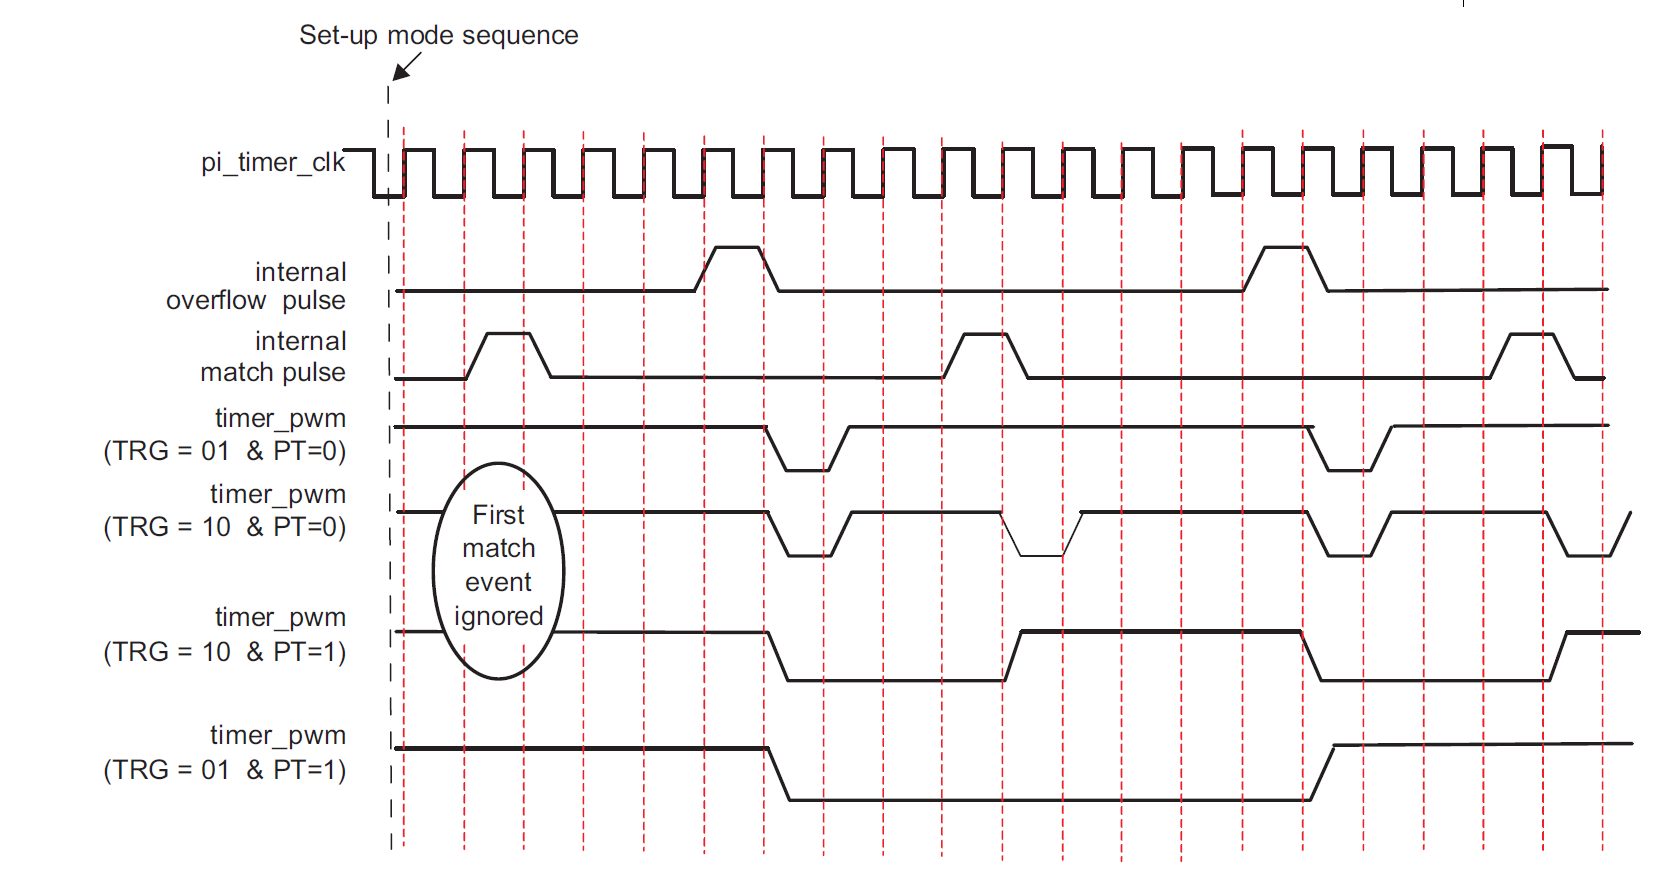 Set-up mode sequence
pi_timer_clk
internal
overflow pulse
internal
match pulse
timer_pwm
(TRG = 01 & PT=0)
timer_pwm
(TRG = 10 & PT=0)
First
match
event
ignored
timer_pwm
(TRG = 10 & PT=1)
timer_pwm
(TRG = 01 & PT=1)